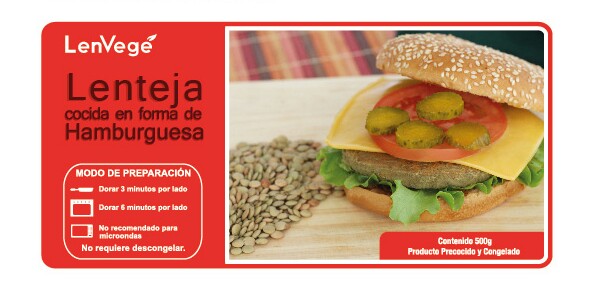 LenVegé
Lenteja
cocida en forma de
Hamburguesa
MODO DE PREPARACIÓN
Dorar 3 minutos por lado
Dorar 6 minutos por lado
No recomendado para
microondas
No requiere descongelar.
Contenido 500g
Producto Precocido y Congelado